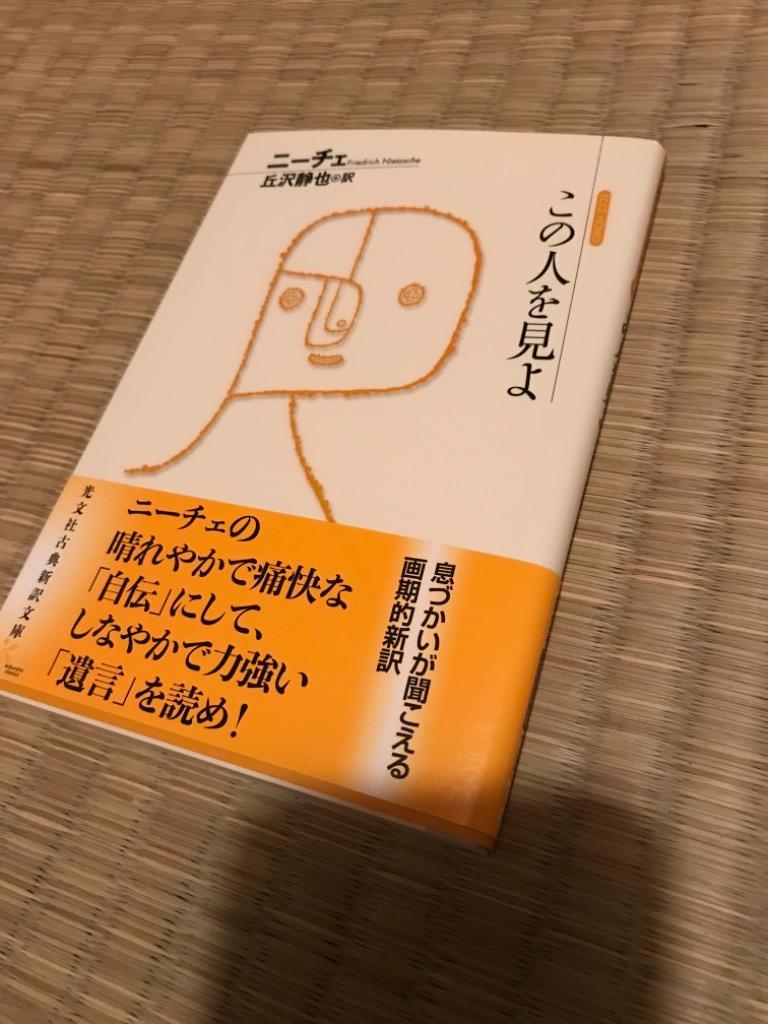 ニーチェ Friedrich Nietzsche
丘沢静也◉訳
この人を見よ
息づかいが聞こえる
画期的新訳
ニーチェの
晴れやかで痛快な
「自伝」にして、
しなやかで力強い
「遺言」を読め!
光文社古典新訳文庫